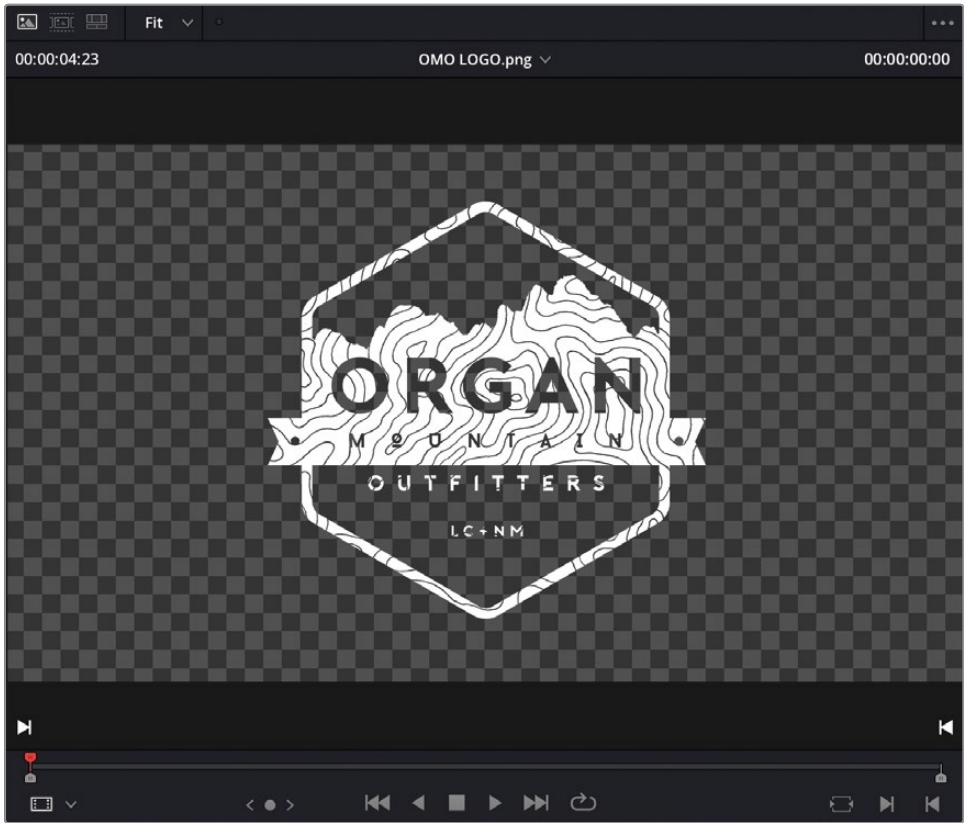 Fit
00:00:04:23 OMO LOGO.png 00:00:00:00
ORGAN
MOUNTAIN
OUTFITTERS
LC+NM